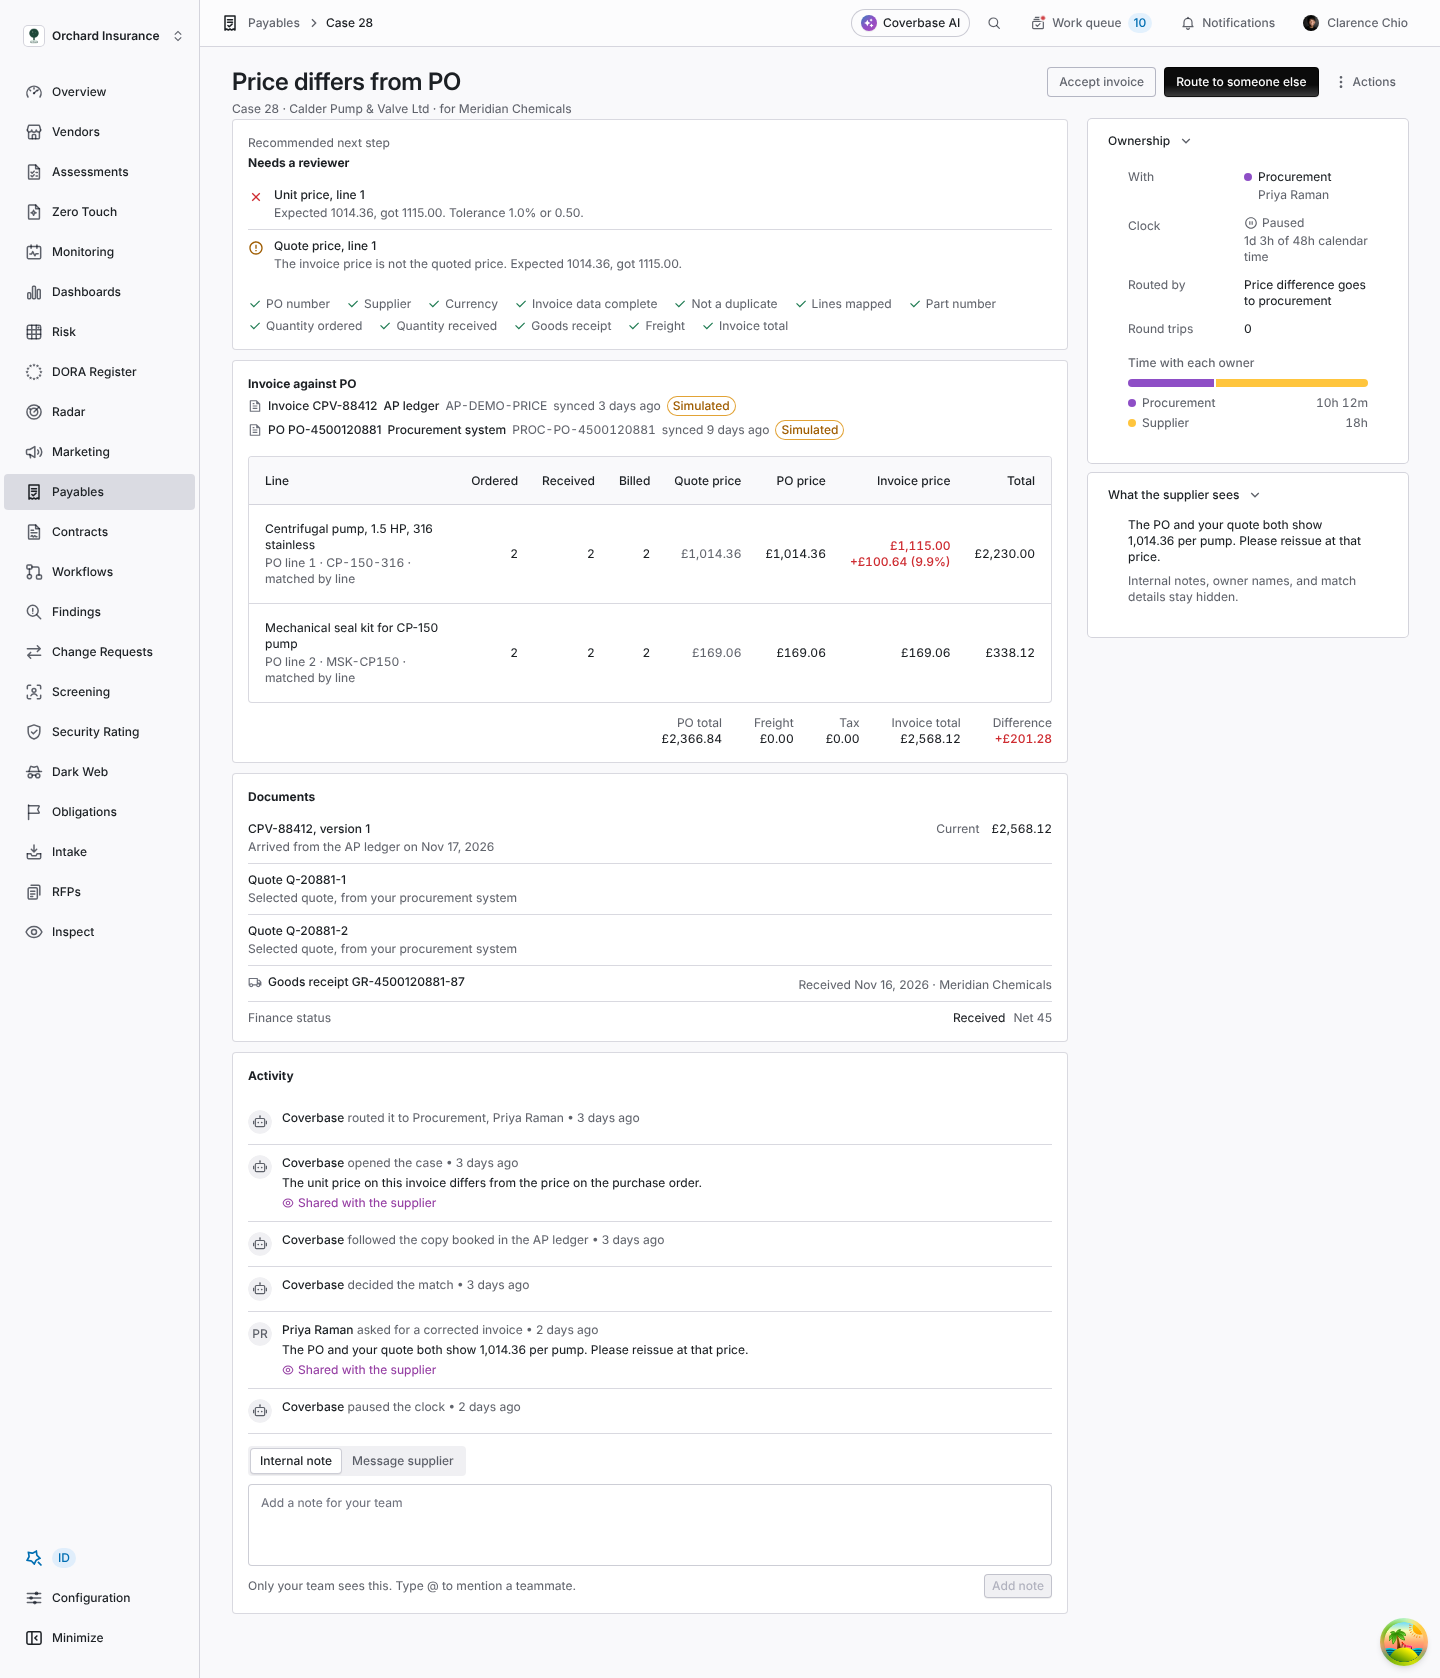 Orchard Insurance
Overview
Vendors
Assessments
Zero Touch
Monitoring
Dashboards
Risk
DORA Register
Radar
Marketing
Payables
Contracts
Workflows
Findings
Change Requests
Screening
Security Rating
Dark Web
Obligations
Intake
RFPs
Inspect
ID
Configuration
Minimize
Payables > Case 28
Coverbase AI
Work queue 10
Notifications
Clarence Chio
Price differs from PO
Case 28 · Calder Pump & Valve Ltd · for Meridian Chemicals
Accept invoice
Route to someone else
Actions
Recommended next step
Needs a reviewer
Unit price, line 1
Expected 1014.36, got 1115.00. Tolerance 1.0% or 0.50.
Quote price, line 1
The invoice price is not the quoted price. Expected 1014.36, got 1115.00.
PO number Supplier Currency Invoice data complete Not a duplicate Lines mapped Part number
Quantity ordered Quantity received Goods receipt Freight Invoice total
Invoice against PO
Invoice CPV-88412 AP ledger AP-DEMO-PRICE synced 3 days ago Simulated
PO PO-4500120881 Procurement system PROC-PO-4500120881 synced 9 days ago Simulated
Line Ordered Received Billed Quote price PO price Invoice price Total
Centrifugal pump, 1.5 HP, 316
stainless
PO line 1 · CP-150-316 ·
matched by line
2 2 2 £1,014.36 £1,014.36 £1,115.00 £2,230.00
+£100.64 (9.9%)
Mechanical seal kit for CP-150
pump
PO line 2 · MSK-CP150 ·
matched by line
2 2 2 £169.06 £169.06 £169.06 £338.12
PO total Freight Tax Invoice total Difference
£2,366.84 £0.00 £0.00 £2,568.12 +£201.28
Documents
CPV-88412, version 1
Current £2,568.12
Arrived from the AP ledger on Nov 17, 2026
Quote Q-20881-1
Selected quote, from your procurement system
Quote Q-20881-2
Selected quote, from your procurement system
Goods receipt GR-4500120881-87
Received Nov 16, 2026 · Meridian Chemicals
Finance status
Received Net 45
Activity
Coverbase routed it to Procurement, Priya Raman • 3 days ago
Coverbase opened the case • 3 days ago
The unit price on this invoice differs from the price on the purchase order.
Shared with the supplier
Coverbase followed the copy booked in the AP ledger • 3 days ago
Coverbase decided the match • 3 days ago
PR
Priya Raman asked for a corrected invoice • 2 days ago
The PO and your quote both show 1,014.36 per pump. Please reissue at that price.
Shared with the supplier
Coverbase paused the clock • 2 days ago
Internal note
Message supplier
Add a note for your team
Only your team sees this. Type @ to mention a teammate.
Add note
Ownership
With
Procurement
Priya Raman
Clock
Paused
1d 3h of 48h calendar
time
Routed by
Price difference goes
to procurement
Round trips
0
Time with each owner
Procurement 10h 12m
Supplier 18h
What the supplier sees
The PO and your quote both show
1,014.36 per pump. Please reissue at that
price.
Internal notes, owner names, and match
details stay hidden.